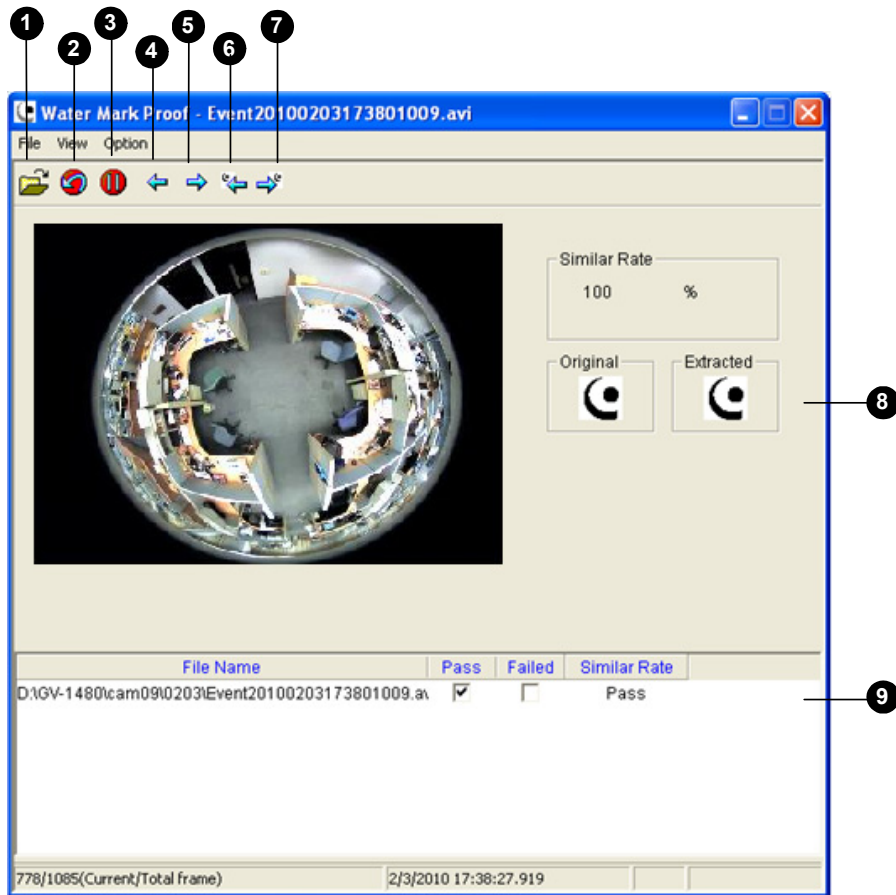 1
2
3
4
5
6
7
Water Mark Proof - Event20100203173801009.avi
File View Option
Similar Rate
100 %
Original Extracted
8
File Name Pass Failed Similar Rate
D:\GV-1480\cam09\0203\Event20100203173801009.av Pass
9
778/1085(Current/Total frame) 2/3/2010 17:38:27.919